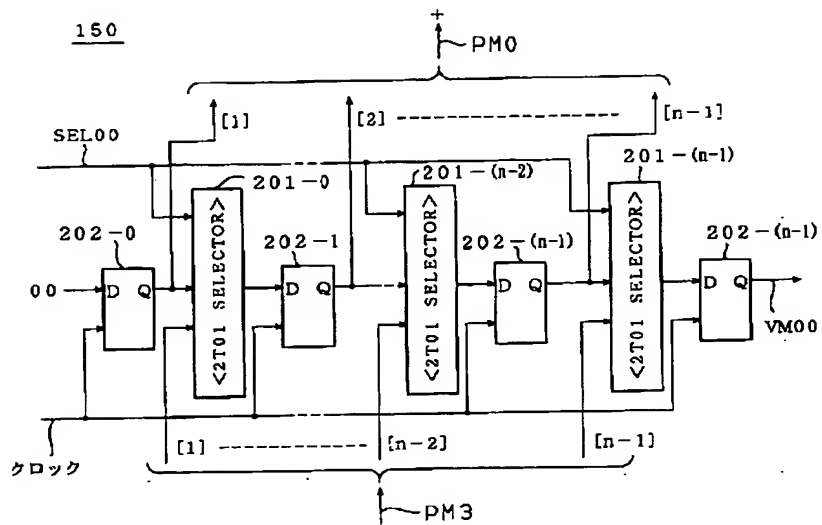 150
PM0
[1]
[2]
[n-1]
SEL00
201-0
201-(n-2)
201-(n-1)
202-0
202-1
202-(n-1)
202-(n-1)
<2TO1 SELECTOR>
<2TO1 SELECTOR>
<2TO1 SELECTOR>
00
D Q
D Q
D Q
D Q
VM00
[1]
[n-2]
[n-1]
クロック
PM3